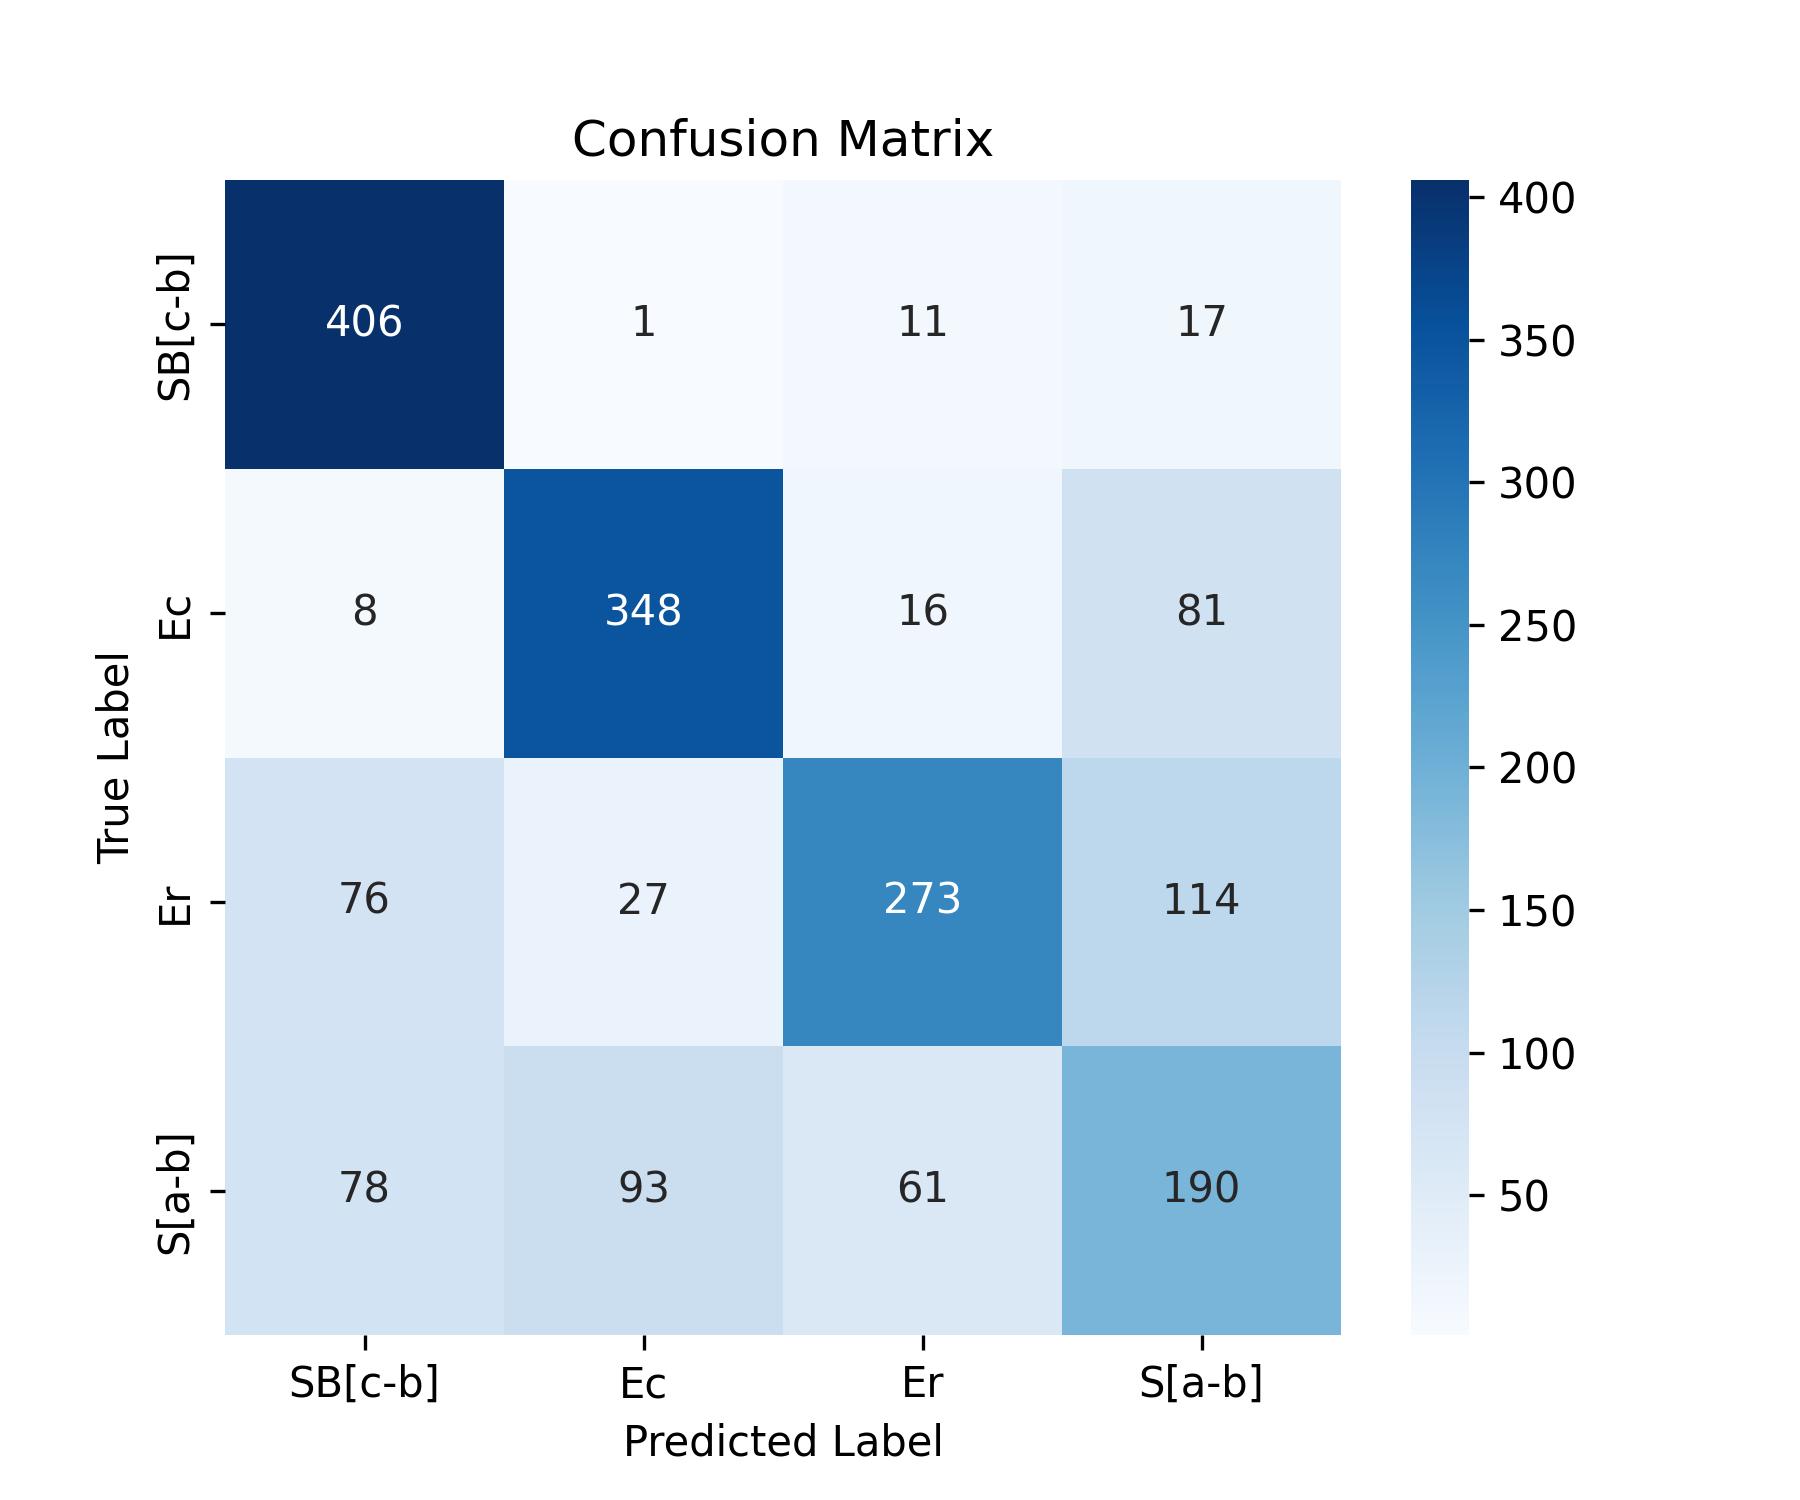 Confusion Matrix
SB[c-b] 406 1 11 17
Ec 8 348 16 81
Er 76 27 273 114
S[a-b] 78 93 61 190
SB[c-b] Ec Er S[a-b]
Predicted Label
True Label
400
350
300
250
200
150
100
50